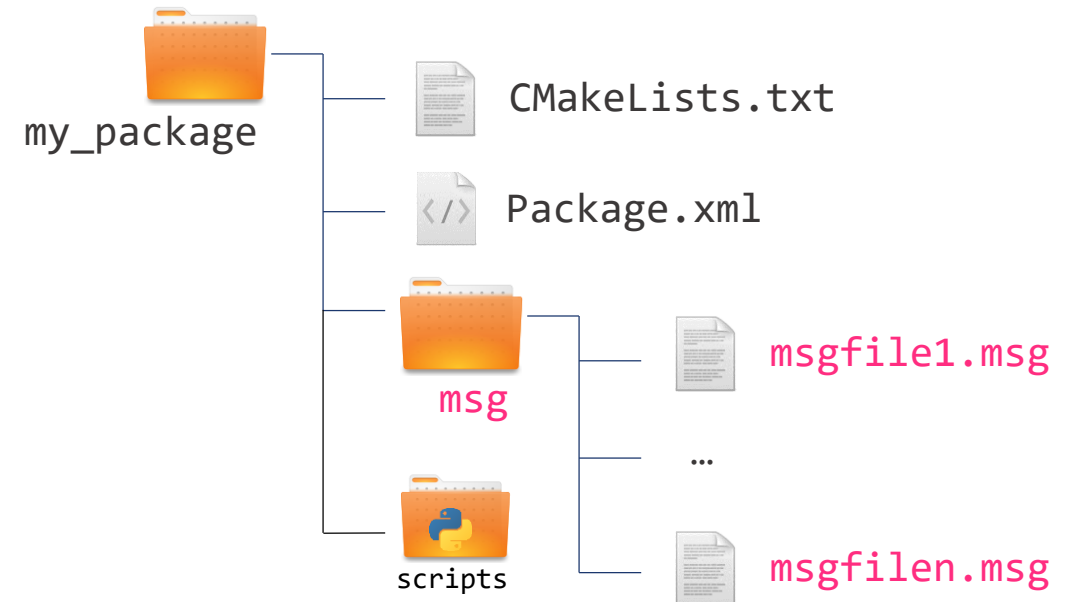 my_package
CMakeLists.txt
</>
Package.xml
msg
msgfile1.msg
…
msgfilen.msg
scripts